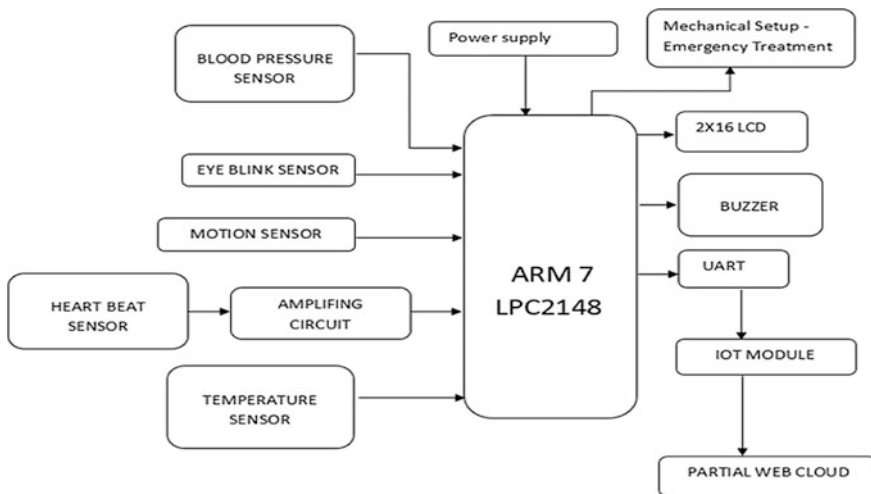 Power supply
Mechanical Setup -
Emergency Treatment
BLOOD PRESSURE
SENSOR
2X16 LCD
EYE BLINK SENSOR
BUZZER
MOTION SENSOR
ARM 7
LPC2148
UART
HEART BEAT
SENSOR
AMPLIFING
CIRCUIT
IOT MODULE
TEMPERATURE
SENSOR
PARTIAL WEB CLOUD